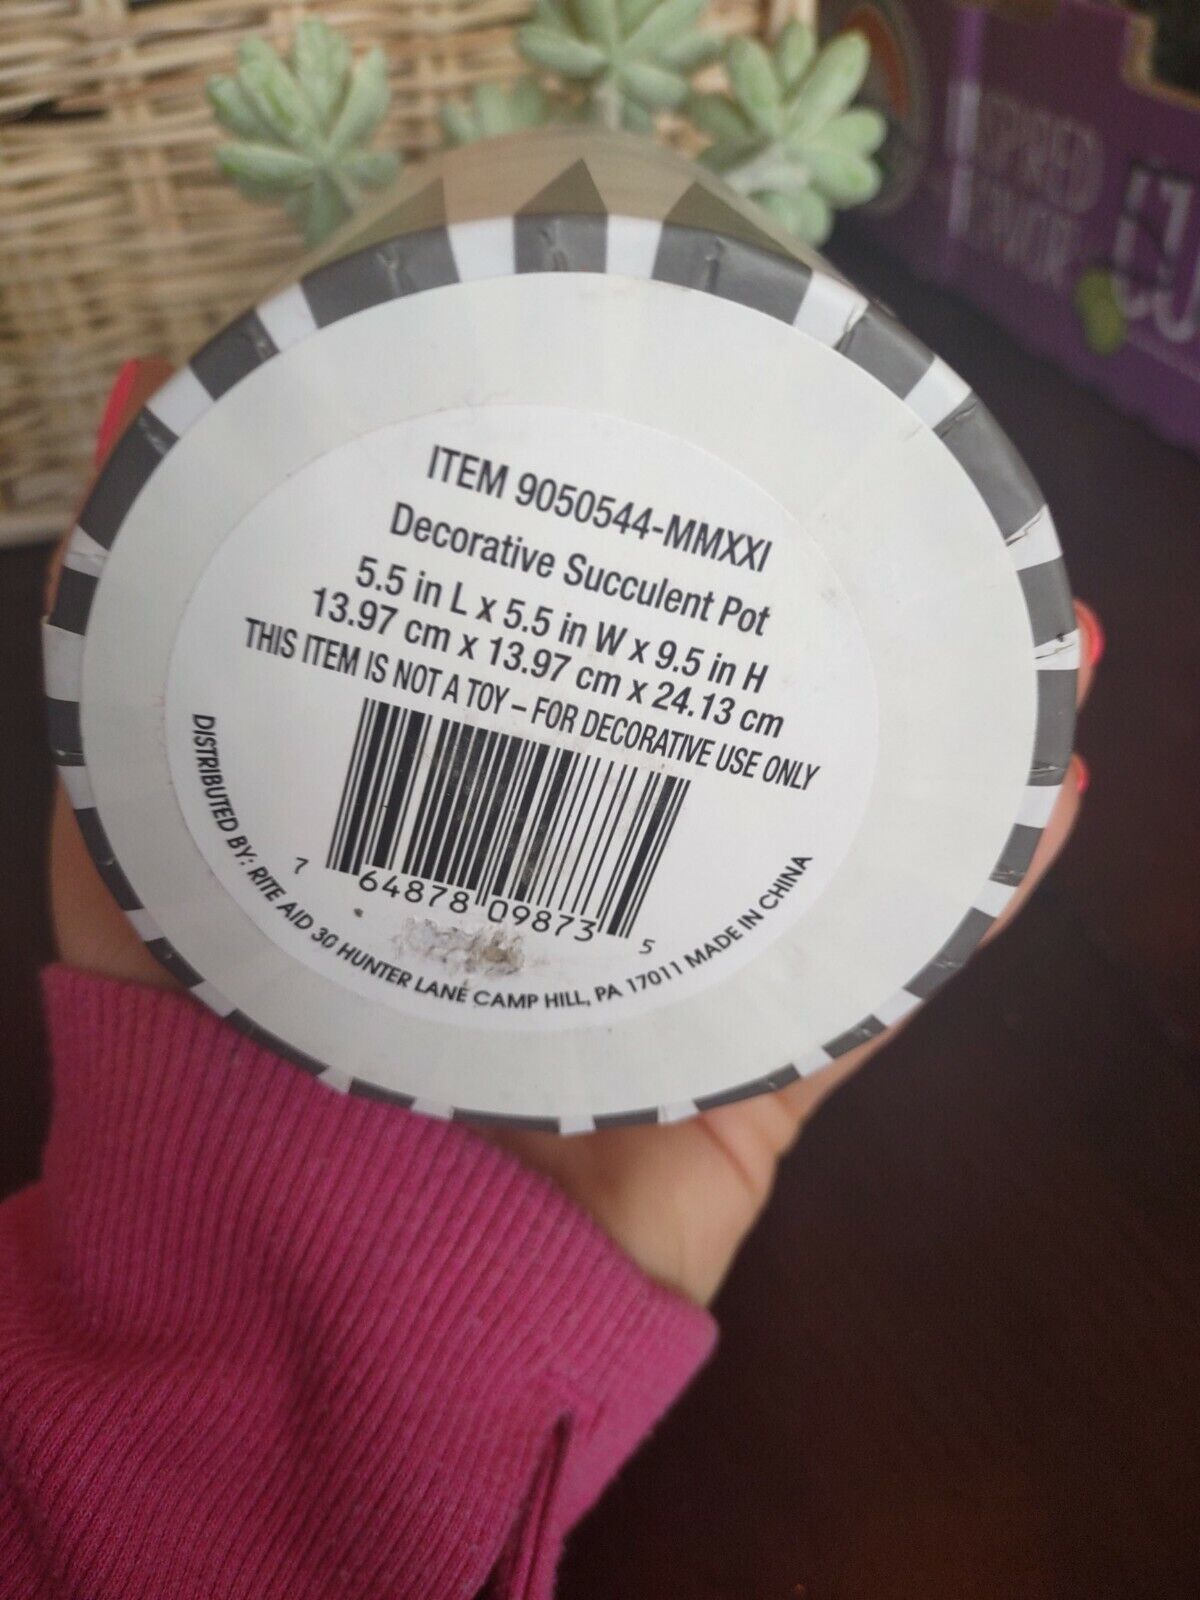 ITEM 9050544-MMXXI
Decorative Succulent Pot
5.5 in L x 5.5 in W x 9.5 in H
13.97 cm x 13.97 cm x 24.13 cm
THIS ITEM IS NOT A TOY – FOR DECORATIVE USE ONLY
7 64878 09873 5
DISTRIBUTED BY: RITE AID 30 HUNTER LANE CAMP HILL, PA 17011 MADE IN CHINA